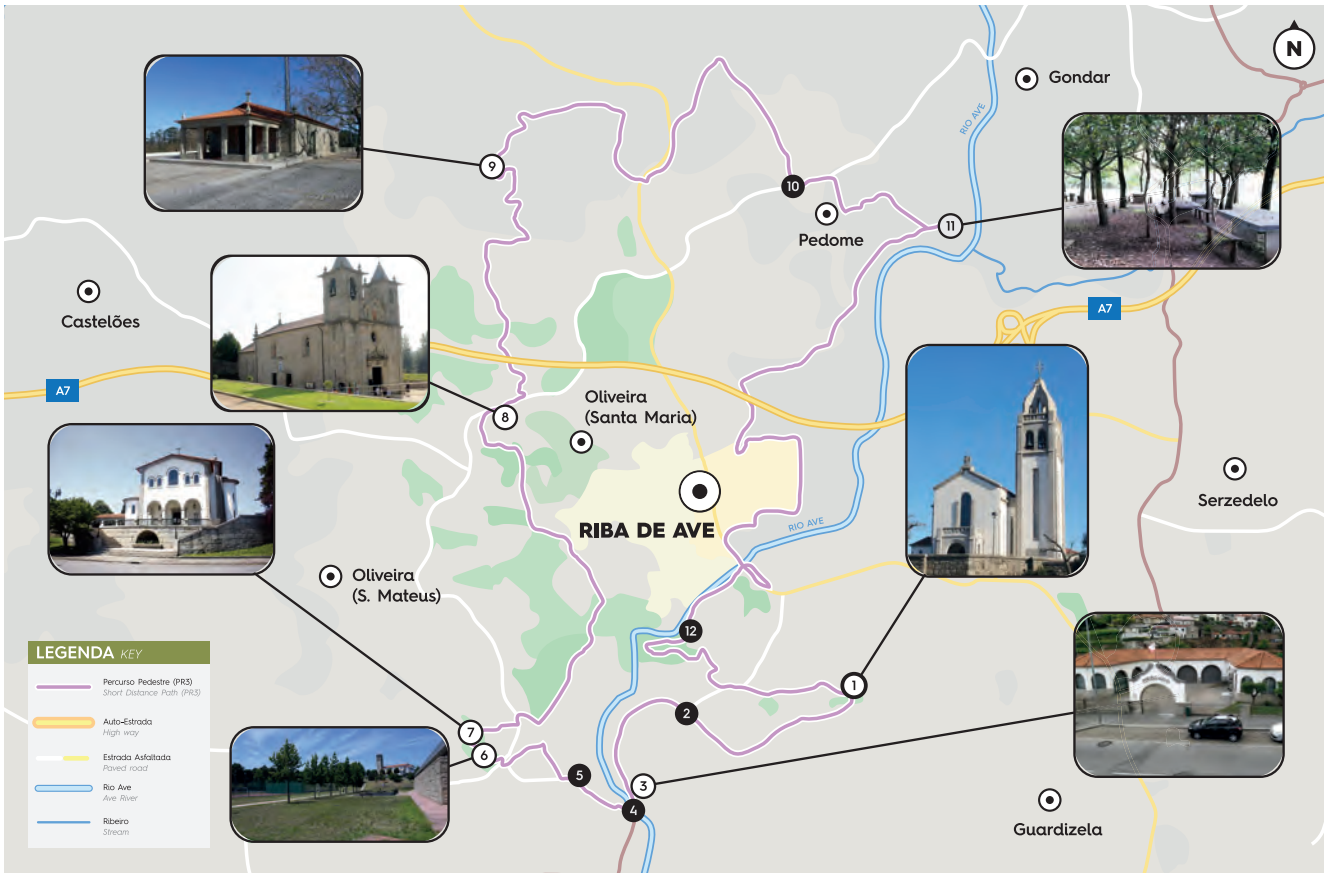 N
Gondar
RIO AVE
9
10
11
Pedome
Castelões
A7
A7
Oliveira
(Santa Maria)
8
RIBA DE AVE
RIO AVE
Serzedelo
Oliveira
(S. Mateus)
12
1
2
3
4
5
6
7
Guardizela
LEGENDA KEY
Percurso Pedestre (PR3)
Short Distance Path (PR3)
Auto-Estrada
High way
Estrada Asfaltada
Paved road
Rio Ave
Ave River
Ribeiro
Stream